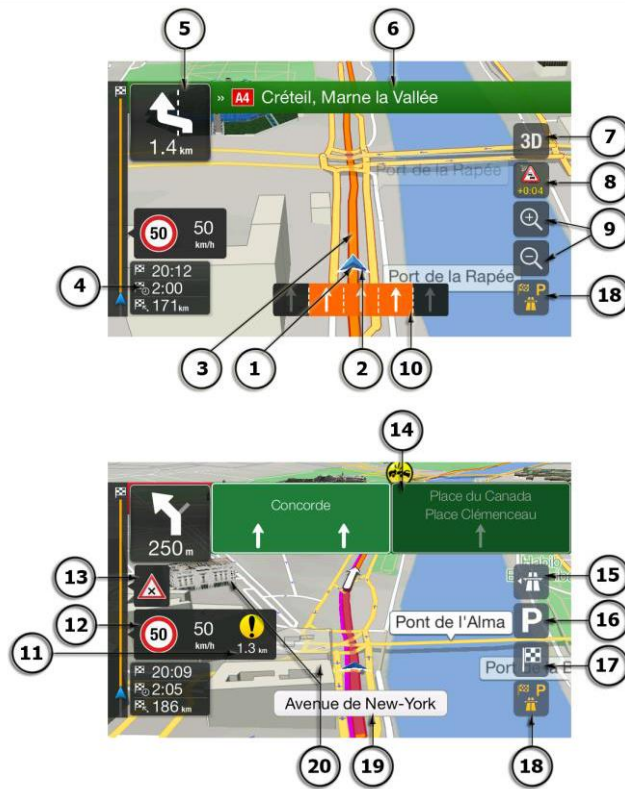 5
6
» A4 Créteil, Marne la Vallée
1.4 km
3D
7
Port de la Rapée
8
+0:04
50 50 km/h
9
4
20:12
2:00
171 km
Port de la Rapée
P
18
3
1
2
10
14
Concorde
Place du Canada
Place Clémenceau
250 m
13
15
12
50 50 km/h
1.3 km
Pont de l'Alma
P
16
11
17
20:09
2:05
186 km
Avenue de New-York
P
20
19
18